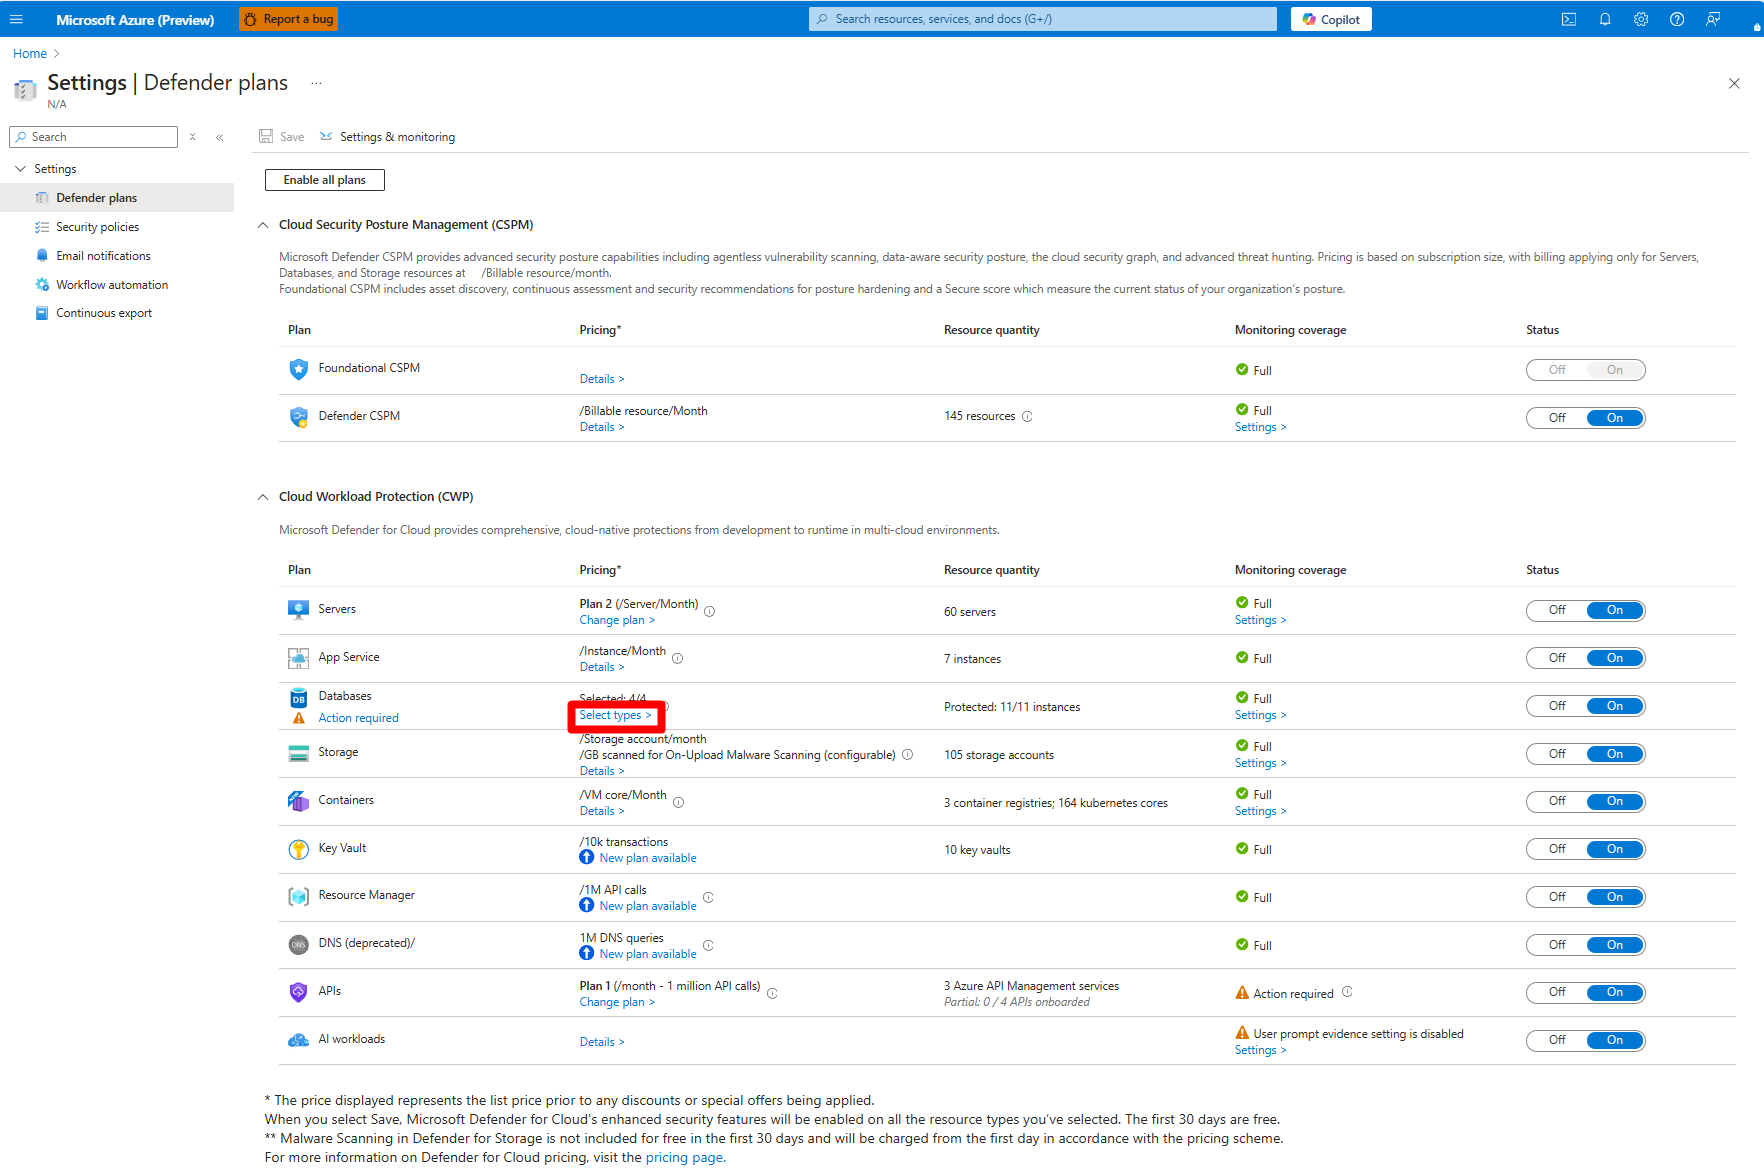 Microsoft Azure (Preview)
Report a bug
Search resources, services, and docs (G+/)
Copilot
Home
Settings | Defender plans
...
N/A
Search
Save
Settings & monitoring
Settings
Defender plans
Security policies
Email notifications
Workflow automation
Continuous export
Enable all plans
Cloud Security Posture Management (CSPM)
Microsoft Defender CSPM provides advanced security posture capabilities including agentless vulnerability scanning, data-aware security posture, the cloud security graph, and advanced threat hunting. Pricing is based on subscription size, with billing applying only for Servers,
Databases, and Storage resources at /Billable resource/month.
Foundational CSPM includes asset discovery, continuous assessment and security recommendations for posture hardening and a Secure score which measure the current status of your organization's posture.
Plan Pricing* Resource quantity Monitoring coverage Status
Foundational CSPM
Details >
Full
Off On
Defender CSPM
/Billable resource/Month
Details >
145 resources
Full
Settings >
Off On
Cloud Workload Protection (CWP)
Microsoft Defender for Cloud provides comprehensive, cloud-native protections from development to runtime in multi-cloud environments.
Plan Pricing* Resource quantity Monitoring coverage Status
Servers
Plan 2 (/Server/Month)
Change plan >
60 servers
Full
Settings >
Off On
App Service
/Instance/Month
Details >
7 instances
Full
Off On
DB
Databases
Action required
Selected: 4/4
Select types >
Protected: 11/11 instances
Full
Settings >
Off On
Storage
/Storage account/month
/GB scanned for On-Upload Malware Scanning (configurable)
Details >
105 storage accounts
Full
Settings >
Off On
Containers
/VM core/Month
Details >
3 container registries; 164 kubernetes cores
Full
Settings >
Off On
Key Vault
/10k transactions
New plan available
10 key vaults
Full
Off On
Resource Manager
/1M API calls
New plan available
Full
Off On
DNS
DNS (deprecated)/
1M DNS queries
New plan available
Full
Off On
APIs
Plan 1 (/month - 1 million API calls)
Change plan >
3 Azure API Management services
Partial: 0 / 4 APIs onboarded
Action required
Off On
AI workloads
Details >
User prompt evidence setting is disabled
Settings >
Off On
* The price displayed represents the list price prior to any discounts or special offers being applied.
When you select Save, Microsoft Defender for Cloud's enhanced security features will be enabled on all the resource types you've selected. The first 30 days are free.
** Malware Scanning in Defender for Storage is not included for free in the first 30 days and will be charged from the first day in accordance with the pricing scheme.
For more information on Defender for Cloud pricing, visit the pricing page.